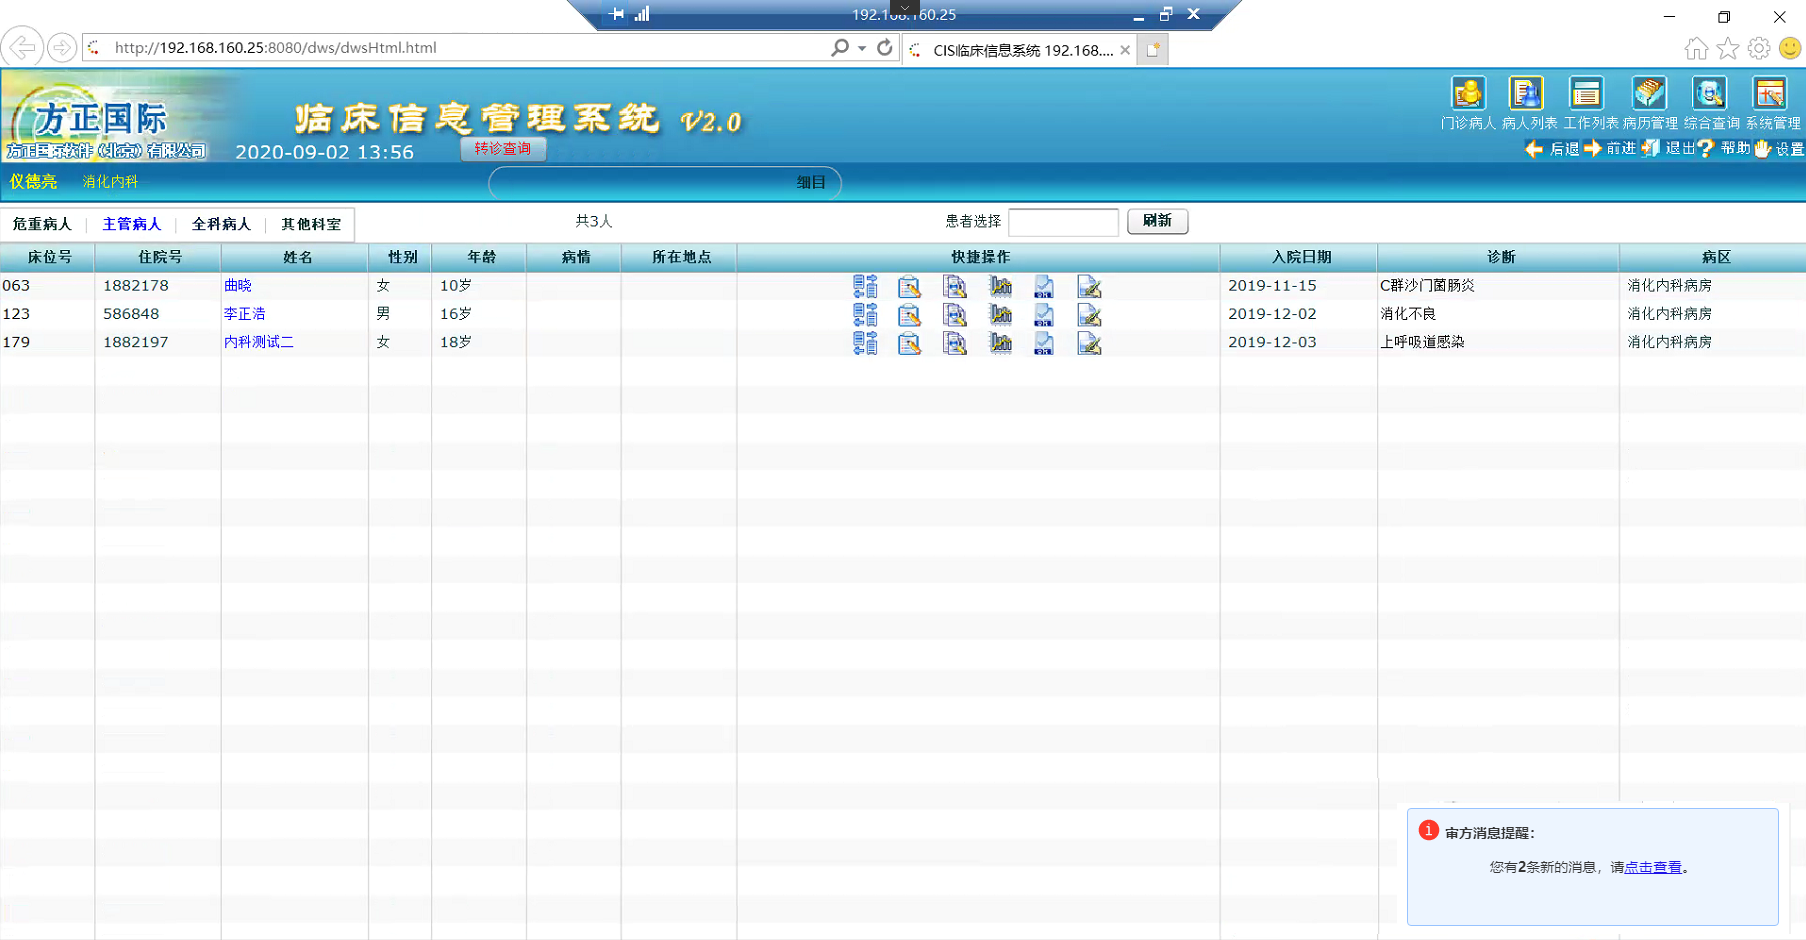 192.168.160.25
http://192.168.160.25:8080/dws/dwsHtml.html
CIS临床信息系统 192.168....
方正国际
方正国际软件（北京）有限公司
临床信息管理系统 V2.0
2020-09-02 13:56
转诊查询
门诊病人 病人列表 工作列表 病历管理 综合查询 系统管理
后退 前进 退出 帮助 设置
仪德亮 消化内科
细目
危重病人 主管病人 全科病人 其他科室
共3人
患者选择 刷新
床位号 住院号 姓名 性别 年龄 病情 所在地点 快捷操作 入院日期 诊断 病区
063 1882178 曲晓 女 10岁 2019-11-15 C群沙门菌肠炎 消化内科病房
123 586848 李正浩 男 16岁 2019-12-02 消化不良 消化内科病房
179 1882197 内科测试二 女 18岁 2019-12-03 上呼吸道感染 消化内科病房
审方消息提醒：
您有2条新的消息，请点击查看。